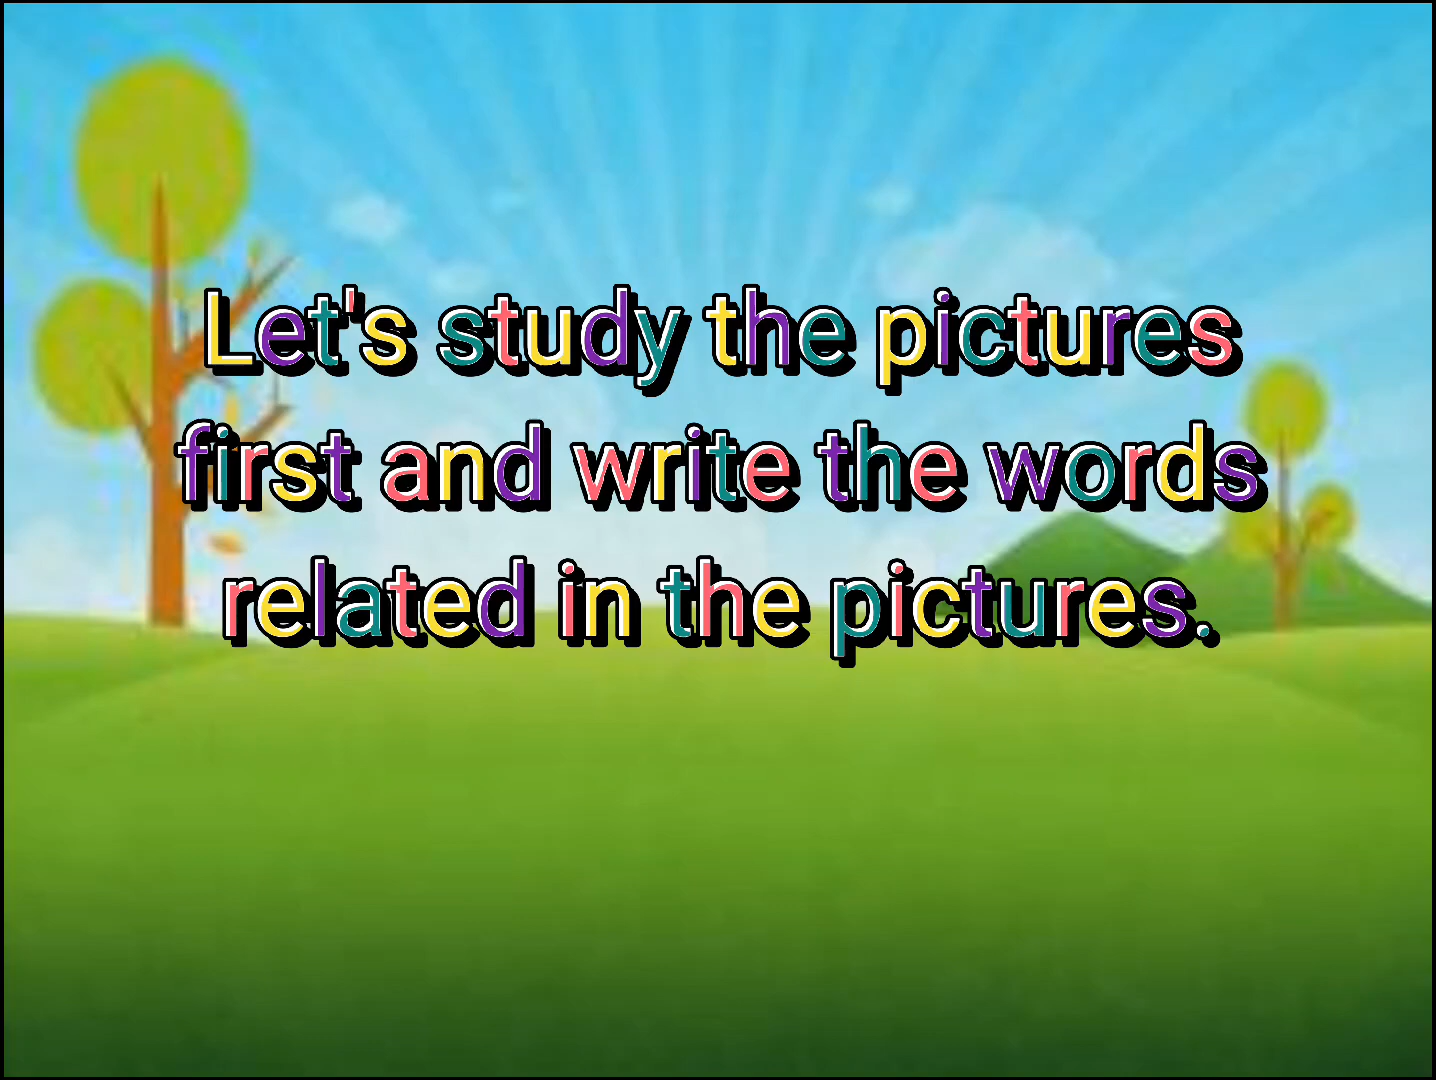 Let's study the pictures
first and write the words
related in the pictures.